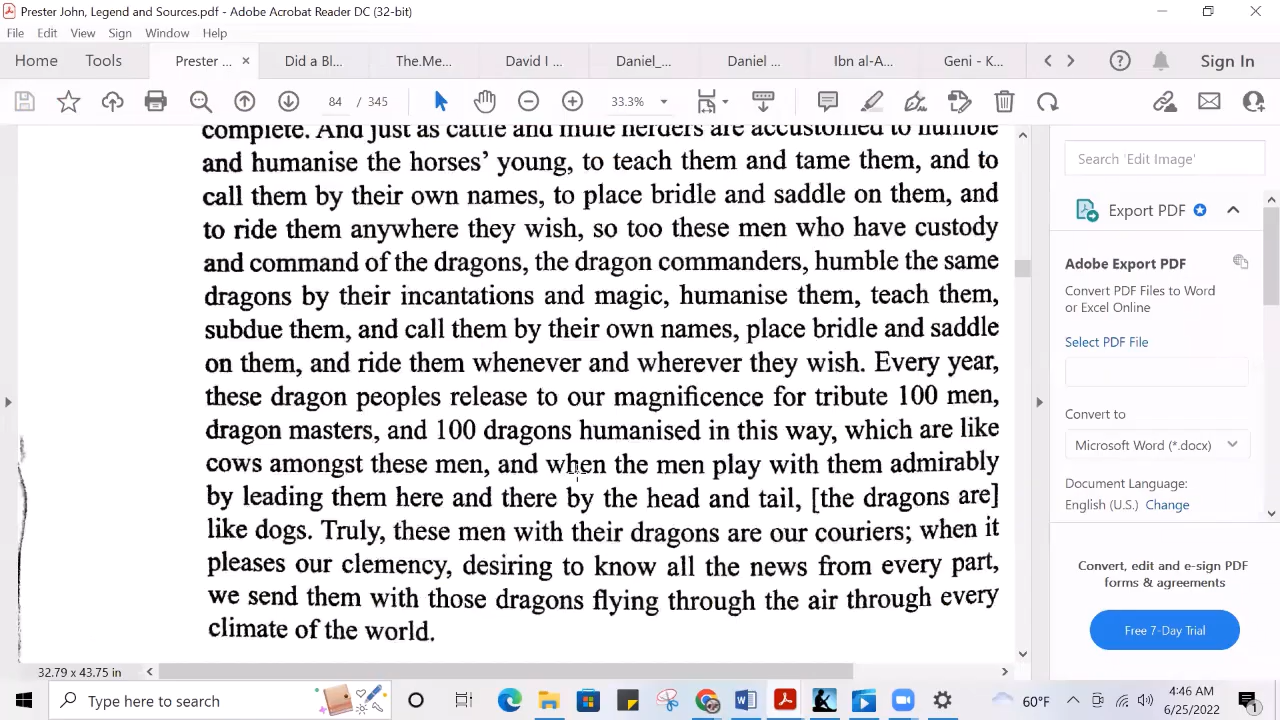 Prester John, Legend and Sources.pdf - Adobe Acrobat Reader DC (32-bit)
File Edit View Sign Window Help
Home Tools Prester ... × Did a Bl... The.Me... David I ... Daniel_... Daniel ... Ibn al-A... Geni - K... Sign In
84 / 345 33.3%
complete. And just as cattle and mule herders are accustomed to humble
and humanise the horses' young, to teach them and tame them, and to
call them by their own names, to place bridle and saddle on them, and
to ride them anywhere they wish, so too these men who have custody
and command of the dragons, the dragon commanders, humble the same
dragons by their incantations and magic, humanise them, teach them,
subdue them, and call them by their own names, place bridle and saddle
on them, and ride them whenever and wherever they wish. Every year,
these dragon peoples release to our magnificence for tribute 100 men,
dragon masters, and 100 dragons humanised in this way, which are like
cows amongst these men, and when the men play with them admirably
by leading them here and there by the head and tail, [the dragons are]
like dogs. Truly, these men with their dragons are our couriers; when it
pleases our clemency, desiring to know all the news from every part,
we send them with those dragons flying through the air through every
climate of the world.
32.79 x 43.75 in
Search 'Edit Image'
Export PDF
Adobe Export PDF
Convert PDF Files to Word
or Excel Online
Select PDF File
Convert to
Microsoft Word (*.docx)
Document Language:
English (U.S.) Change
Convert, edit and e-sign PDF
forms & agreements
Free 7-Day Trial
Type here to search
60°F
4:46 AM
6/25/2022
1